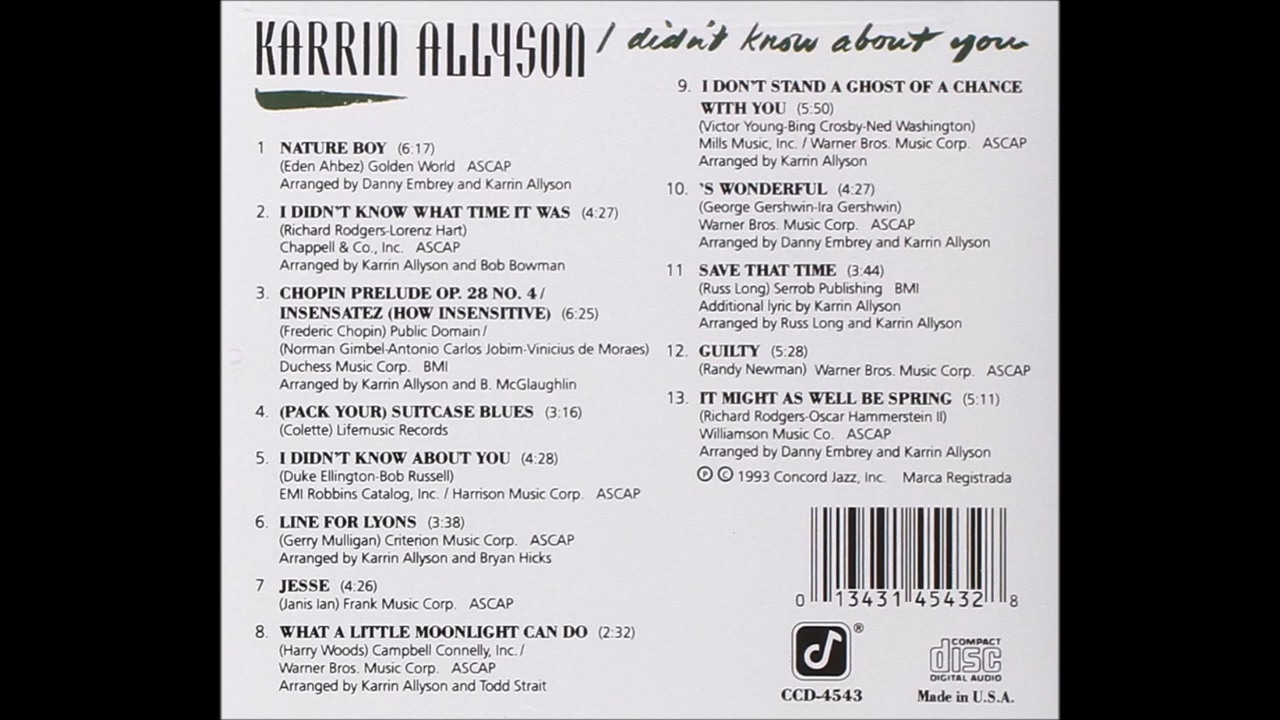 KARRIN ALLYSON / I didn't know about you
1 NATURE BOY (6:17)
(Eden Ahbez) Golden World ASCAP
Arranged by Danny Embrey and Karrin Allyson
2. I DIDN'T KNOW WHAT TIME IT WAS (4:27)
(Richard Rodgers-Lorenz Hart)
Chappell & Co., Inc. ASCAP
Arranged by Karrin Allyson and Bob Bowman
3. CHOPIN PRELUDE OP. 28 NO. 4 /
INSENSATEZ (HOW INSENSITIVE) (6:25)
(Frederic Chopin) Public Domain /
(Norman Gimbel-Antonio Carlos Jobim-Vinicius de Moraes)
Duchess Music Corp. BMI
Arranged by Karrin Allyson and B. McGlaughlin
4. (PACK YOUR) SUITCASE BLUES (3:16)
(Colette) Lifemusic Records
5. I DIDN'T KNOW ABOUT YOU (4:28)
(Duke Ellington-Bob Russell)
EMI Robbins Catalog, Inc. / Harrison Music Corp. ASCAP
6. LINE FOR LYONS (3:38)
(Gerry Mulligan) Criterion Music Corp. ASCAP
Arranged by Karrin Allyson and Bryan Hicks
7 JESSE (4:26)
(Janis Ian) Frank Music Corp. ASCAP
8. WHAT A LITTLE MOONLIGHT CAN DO (2:32)
(Harry Woods) Campbell Connelly, Inc. /
Warner Bros. Music Corp. ASCAP
Arranged by Karrin Allyson and Todd Strait
9. I DON'T STAND A GHOST OF A CHANCE
WITH YOU (5:50)
(Victor Young-Bing Crosby-Ned Washington)
Mills Music, Inc. / Warner Bros. Music Corp. ASCAP
Arranged by Karrin Allyson
10. 'S WONDERFUL (4:27)
(George Gershwin-Ira Gershwin)
Warner Bros. Music Corp. ASCAP
Arranged by Danny Embrey and Karrin Allyson
11 SAVE THAT TIME (3:44)
(Russ Long) Serrob Publishing BMI
Additional lyric by Karrin Allyson
Arranged by Russ Long and Karrin Allyson
12. GUILTY (5:28)
(Randy Newman) Warner Bros. Music Corp. ASCAP
13. IT MIGHT AS WELL BE SPRING (5:11)
(Richard Rodgers-Oscar Hammerstein II)
Williamson Music Co. ASCAP
Arranged by Danny Embrey and Karrin Allyson
℗ © 1993 Concord Jazz, Inc. Marca Registrada
0 13431 45432 8
®
CCD-4543
COMPACT
disc
DIGITAL AUDIO
Made in U.S.A.